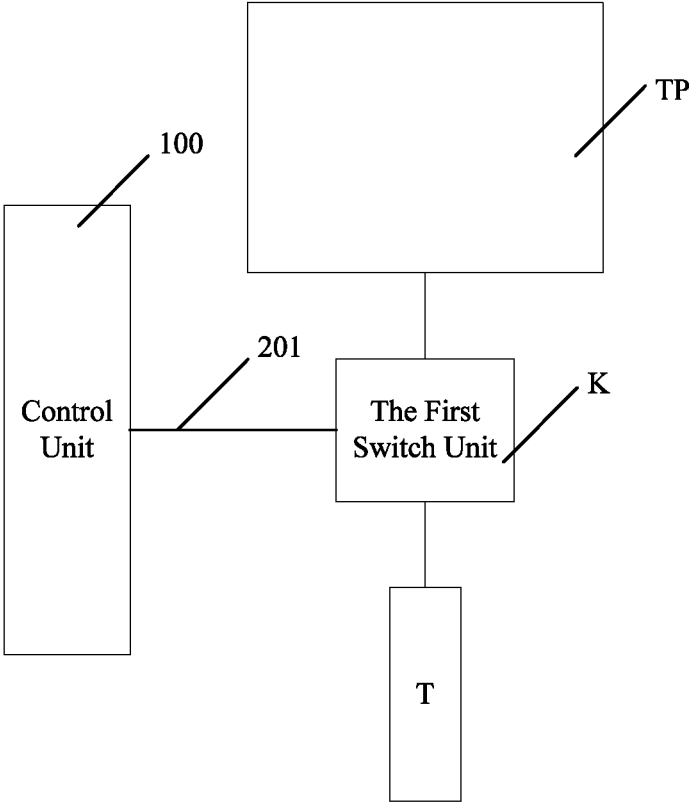 TP
100
201
K
Control
Unit
The First
Switch Unit
T